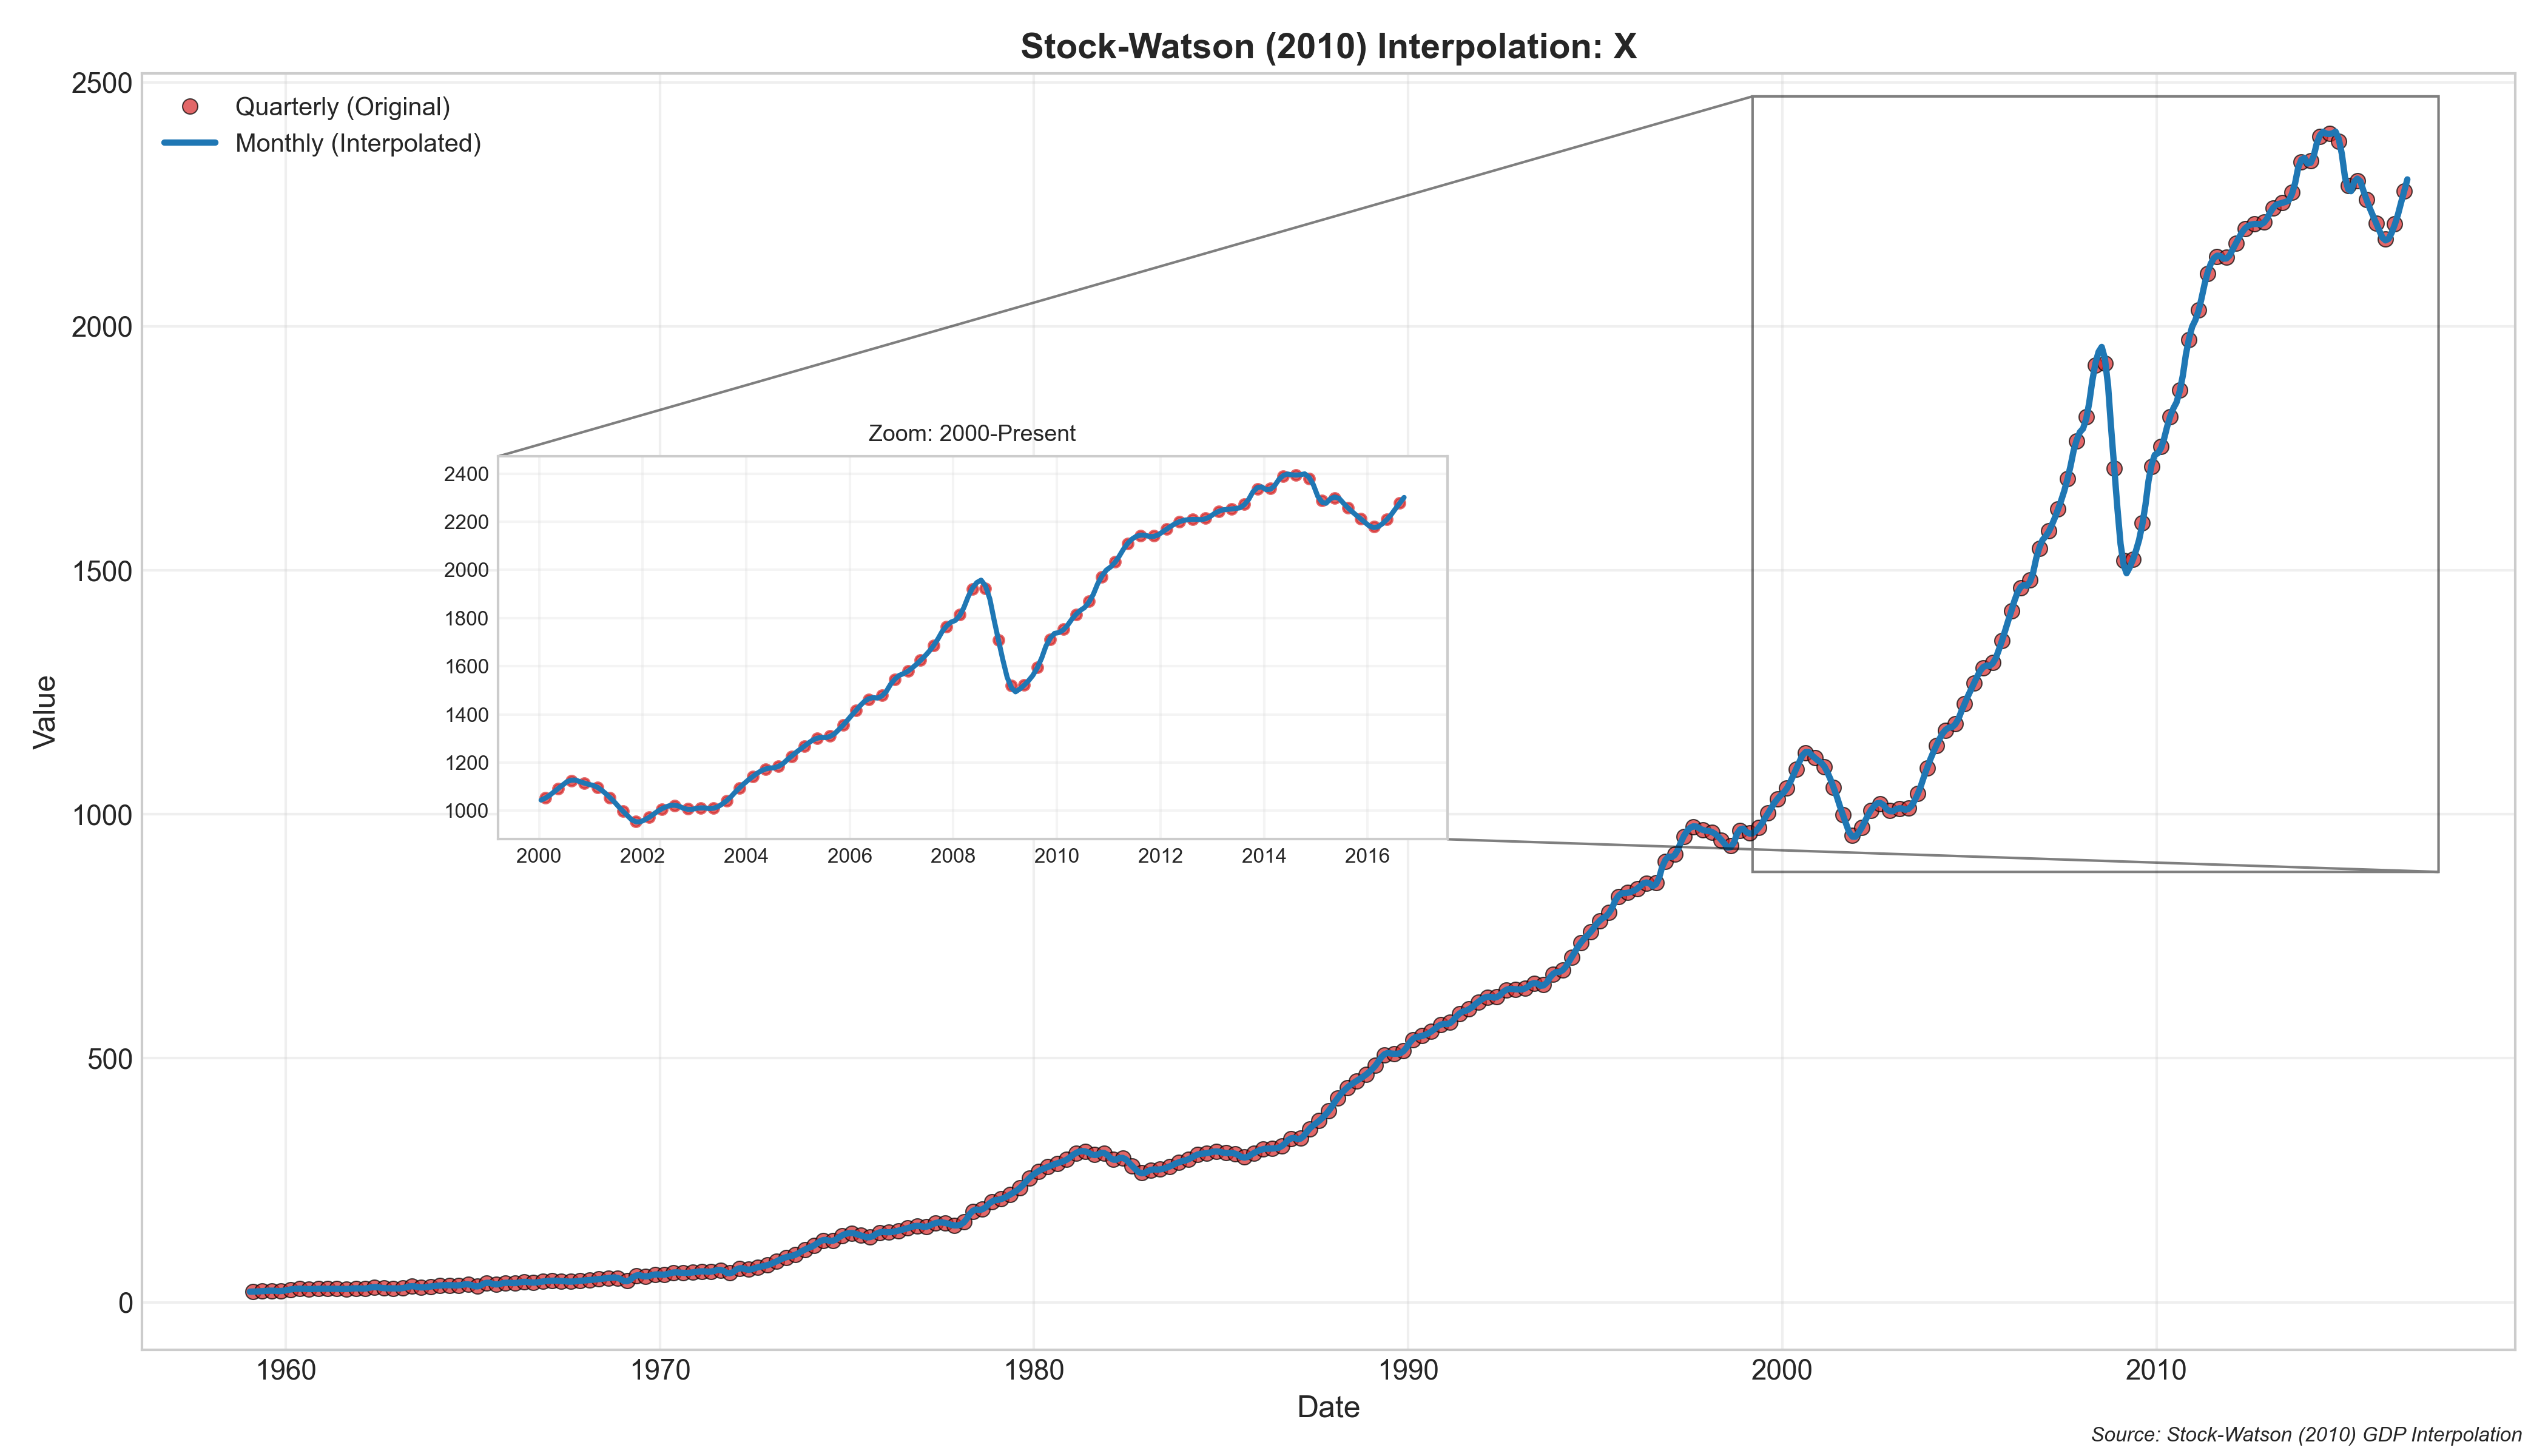 Stock-Watson (2010) Interpolation: X
2500
2000
1500
1000
500
0
Value
Quarterly (Original)
Monthly (Interpolated)
Zoom: 2000-Present
2400
2200
2000
1800
1600
1400
1200
1000
2000 2002 2004 2006 2008 2010 2012 2014 2016
1960 1970 1980 1990 2000 2010
Date
Source: Stock-Watson (2010) GDP Interpolation